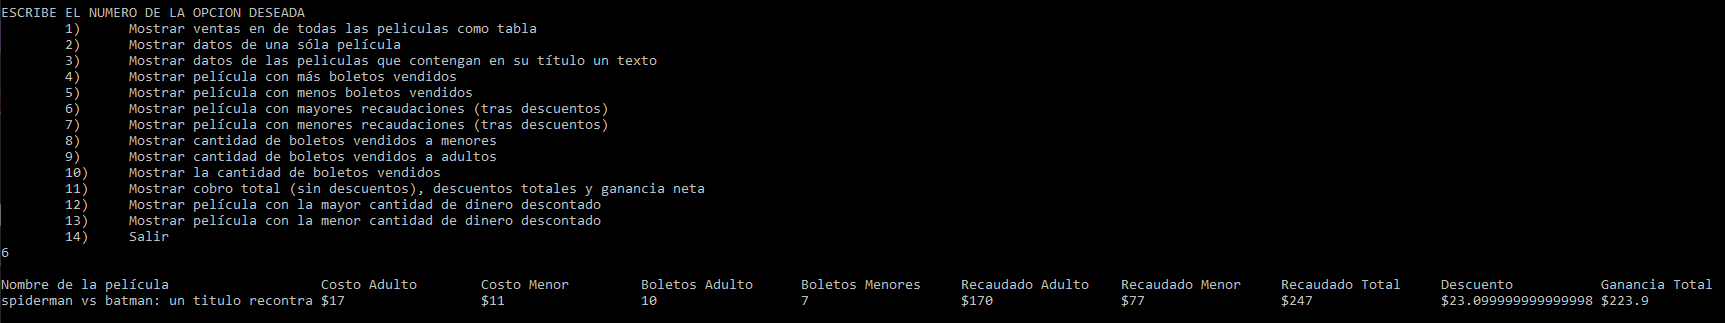 ESCRIBE EL NUMERO DE LA OPCION DESEADA
1) Mostrar ventas en de todas las peliculas como tabla
2) Mostrar datos de una sóla película
3) Mostrar datos de las peliculas que contengan en su título un texto
4) Mostrar película con más boletos vendidos
5) Mostrar película con menos boletos vendidos
6) Mostrar película con mayores recaudaciones (tras descuentos)
7) Mostrar película con menores recaudaciones (tras descuentos)
8) Mostrar cantidad de boletos vendidos a menores
9) Mostrar cantidad de boletos vendidos a adultos
10) Mostrar la cantidad de boletos vendidos
11) Mostrar cobro total (sin descuentos), descuentos totales y ganancia neta
12) Mostrar película con la mayor cantidad de dinero descontado
13) Mostrar película con la menor cantidad de dinero descontado
14) Salir
6
Nombre de la película Costo Adulto Costo Menor Boletos Adulto Boletos Menores Recaudado Adulto Recaudado Menor Recaudado Total Descuento Ganancia Total
spiderman vs batman: un titulo recontra $17 $11 10 7 $170 $77 $247 $23.099999999999998 $223.9